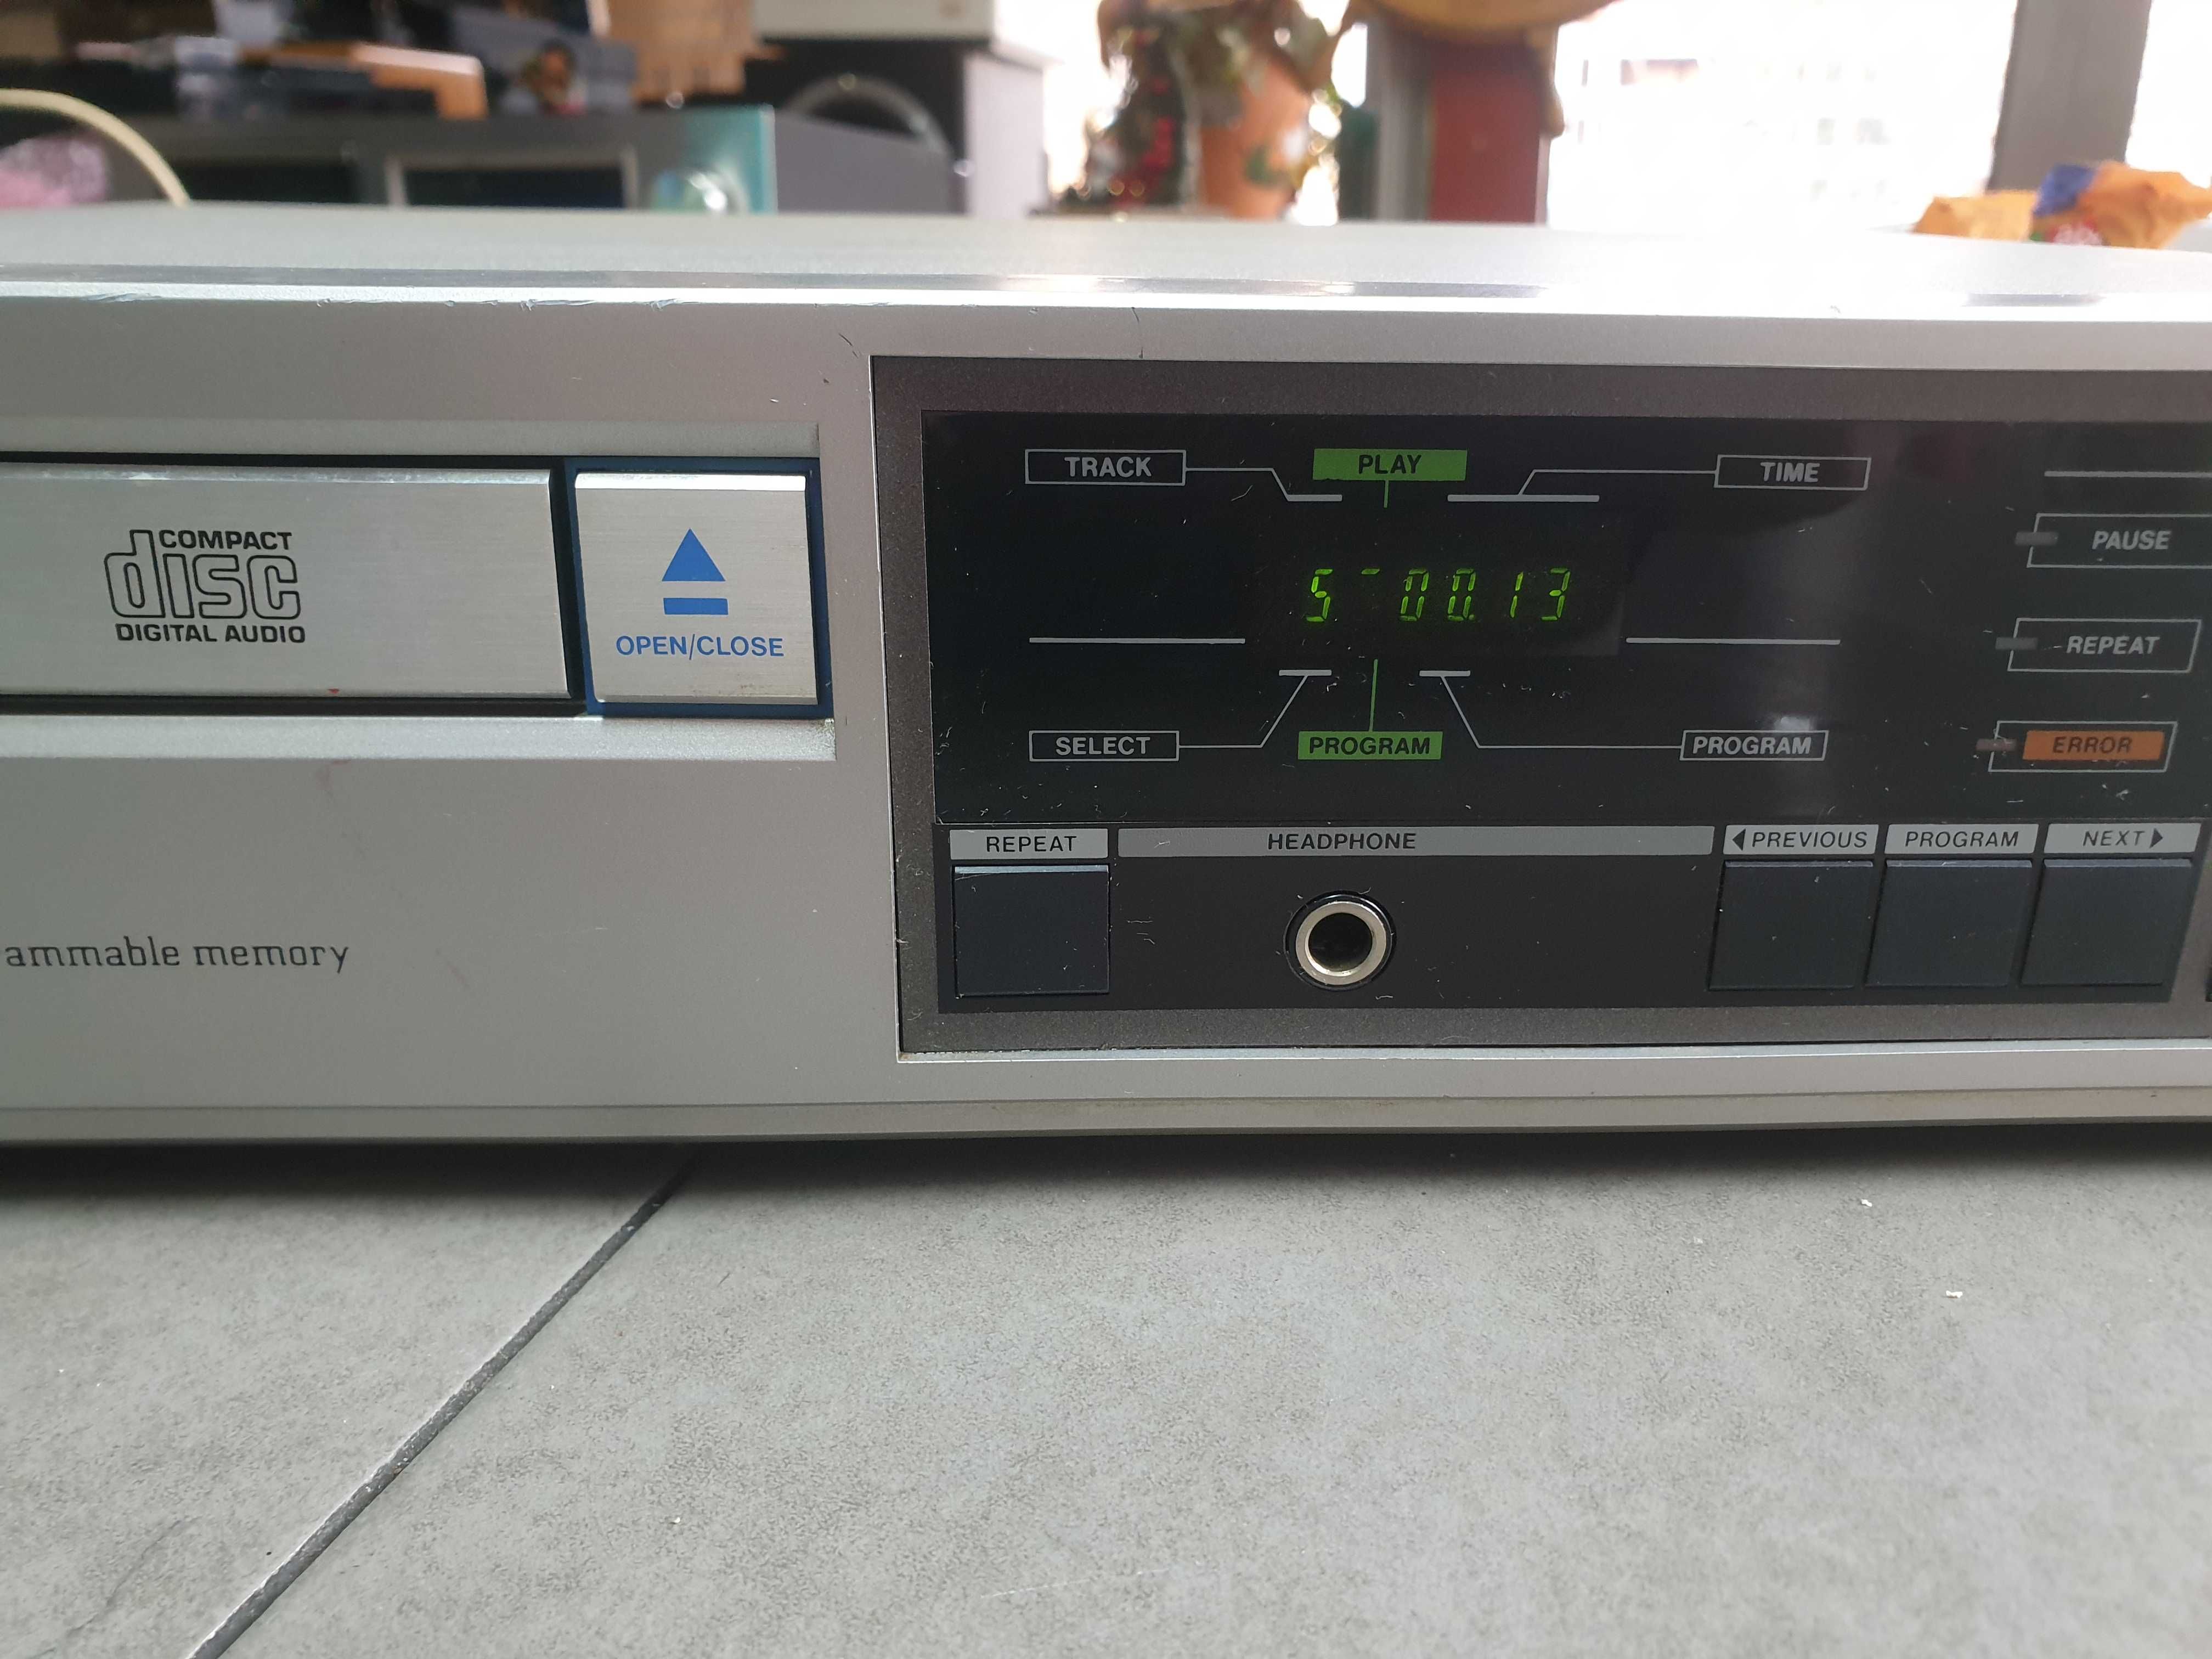 COMPACT
disc
DIGITAL AUDIO
OPEN/CLOSE
ammable memory
TRACK PLAY TIME
5 - 00.13
SELECT PROGRAM PROGRAM
PAUSE
REPEAT
ERROR
REPEAT HEADPHONE PREVIOUS PROGRAM NEXT